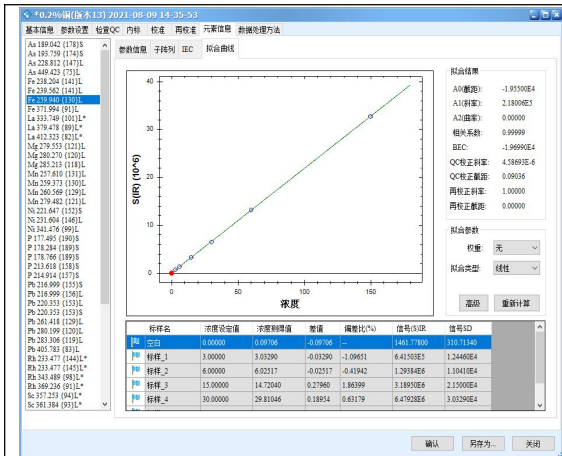 *0.2%铜(版本13) 2021-08-09 14-35-53
基本信息 参数设置 检查QC 内标 校准 再校准 元素信息 数据处理方法
参数信息 子阵列 IEC 拟合曲线
As 189.042 {178}S
As 193.759 {174}S
As 228.812 {147}L
As 449.423 {75}L
Fe 238.204 {141}L
Fe 239.562 {141}L
Fe 259.940 {130}L
Fe 371.994 {91}L
La 333.749 {101}L*
La 379.478 {89}L*
La 412.323 {82}L*
Mg 279.553 {121}L
Mg 280.270 {120}L
Mg 285.213 {118}L
Mn 257.610 {131}L
Mn 259.373 {130}L
Mn 260.569 {129}L
Mn 279.482 {121}L
Ni 221.647 {152}S
Ni 231.604 {146}L
Ni 341.476 {99}L
P 177.495 {190}S
P 178.284 {189}S
P 178.766 {189}S
P 213.618 {158}S
P 214.914 {157}S
Pb 216.999 {155}S
Pb 216.999 {156}L
Pb 220.353 {153}L
Pb 220.353 {153}S
Pb 261.418 {129}L
Pb 280.199 {120}L
Pb 283.306 {119}L
Pb 405.783 {83}L
Rh 233.477 {144}L*
Rh 233.477 {145}L*
Rh 343.489 {98}L*
Rh 369.236 {91}L*
Sc 357.253 {94}L*
Sc 361.384 {93}L*
S(IR) (10^6)
40
30
20
10
0
0 50 100 150
浓度
拟合结果
A0(截距): -1.95500E4
A1(斜率): 2.18006E5
A2(曲率): 0.00000
相关系数: 0.99999
BEC: -1.96990E4
QC校正斜率: 4.58693E-6
QC校正截距: 0.09036
再校正斜率: 1.00000
再校正截距: 0.00000
拟合参数
权重: 无
拟合类型: 线性
高级 重新计算
标样名 浓度设定值 浓度测得值 差值 偏差比(%) 信号(S)IR 信号SD
空白 0.00000 0.09706 -0.09706 -- 1461.77800 310.71340
标样_1 3.00000 3.03290 -0.03290 -1.09651 6.41503E5 1.24460E4
标样_2 6.00000 6.02517 -0.02517 -0.41942 1.29384E6 1.10410E4
标样_3 15.00000 14.72040 0.27960 1.86399 3.18950E6 2.15000E4
标样_4 30.00000 29.81046 0.18954 0.63179 6.47928E6 3.03290E4
确认 另存为... 关闭